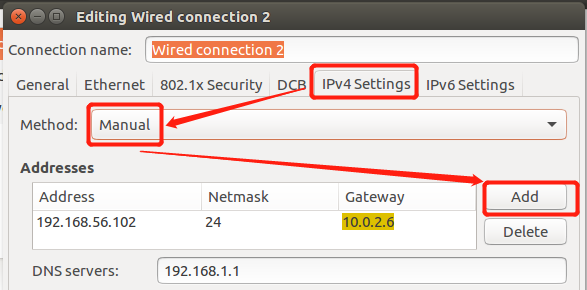 Editing Wired connection 2
Connection name: Wired connection 2
General Ethernet 802.1x Security DCB IPv4 Settings IPv6 Settings
Method: Manual
Addresses
Address Netmask Gateway Add
192.168.56.102 24 10.0.2.6 Delete
DNS servers: 192.168.1.1